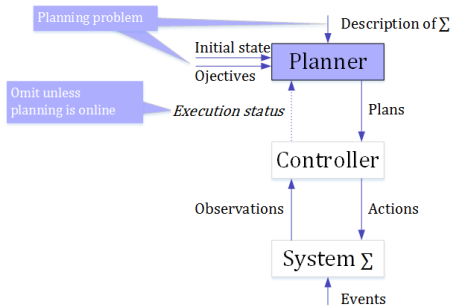 Planning problem
Description of Σ
Initial state
Ojectives
Planner
Omit unless
planning is online
Execution status
Plans
Controller
Observations
Actions
System Σ
Events